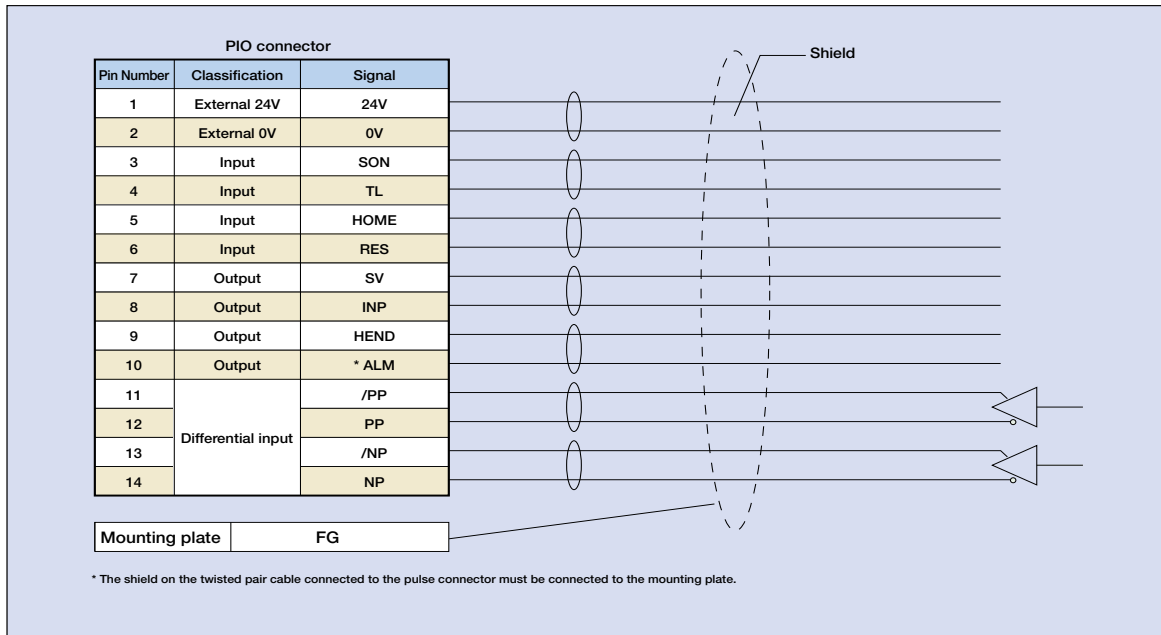 PIO connector
Shield
Pin Number Classification Signal
1 External 24V 24V
2 External 0V 0V
3 Input SON
4 Input TL
5 Input HOME
6 Input RES
7 Output SV
8 Output INP
9 Output HEND
10 Output * ALM
11 /PP
12 PP
Differential input
13 /NP
14 NP
Mounting plate FG
* The shield on the twisted pair cable connected to the pulse connector must be connected to the mounting plate.